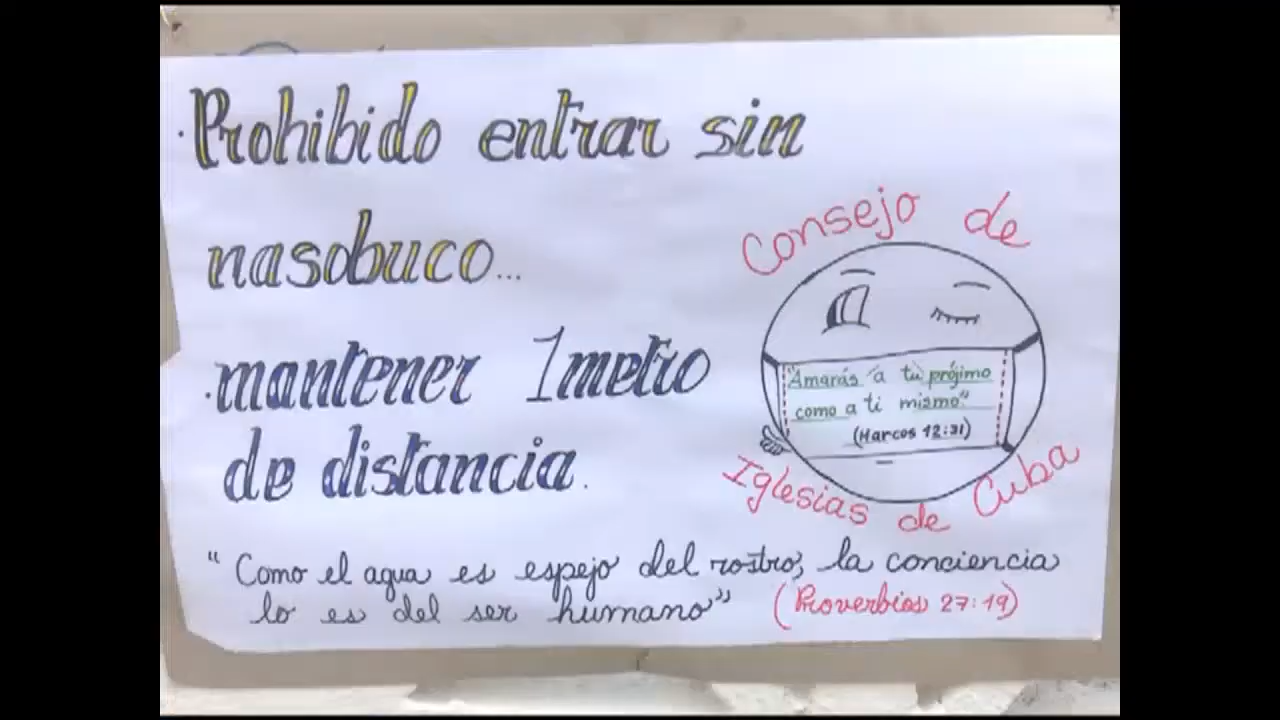 · Prohibido entrar sin
nasobuco...
· mantener 1metro
de distancia.
Consejo de
"Amarás a tu prójimo
como a ti mismo"
(Marcos 12:31)
Iglesias de Cuba
"Como el agua es espejo del rostro, la conciencia
lo es del ser humano" (Proverbios 27:19)